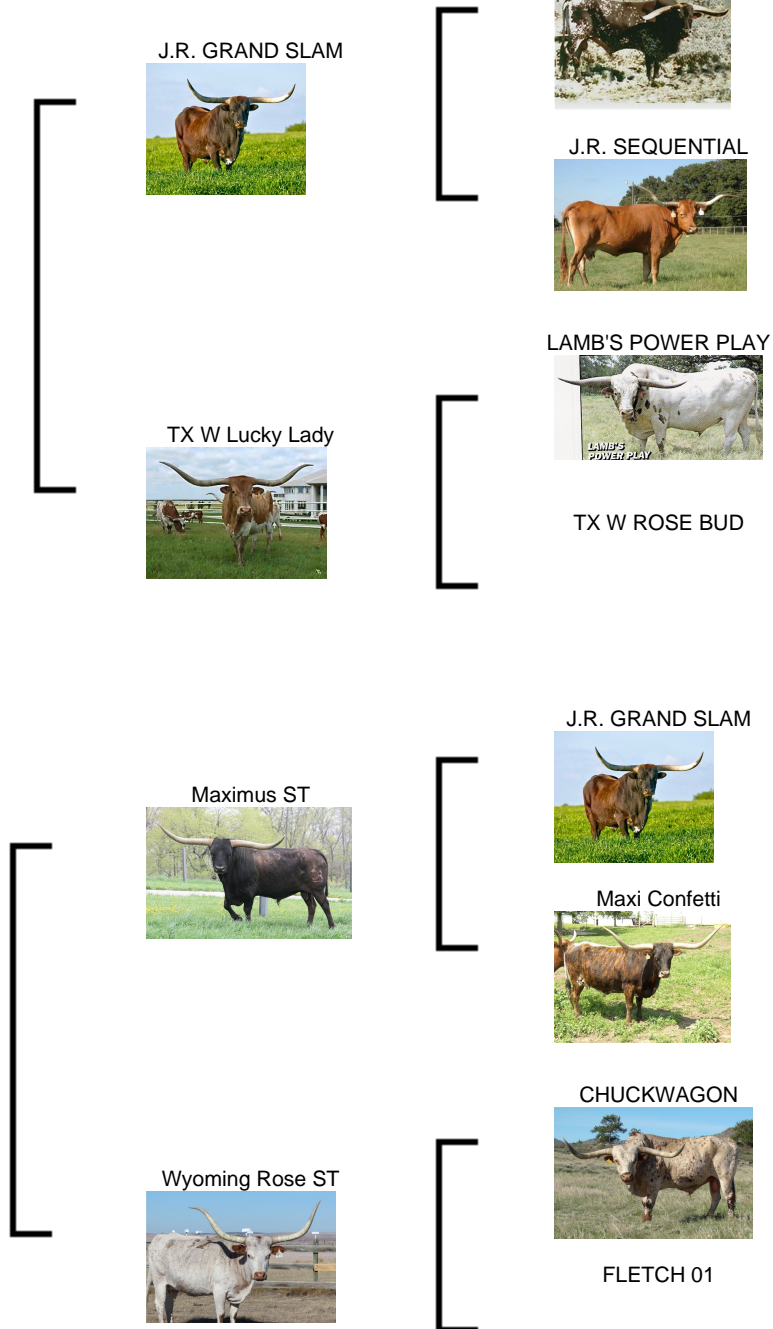 J.R. GRAND SLAM
J.R. SEQUENTIAL
LAMB'S POWER PLAY
LAMB'S
POWER PLAY
TX W Lucky Lady
TX W ROSE BUD
J.R. GRAND SLAM
Maximus ST
Maxi Confetti
CHUCKWAGON
Wyoming Rose ST
FLETCH 01